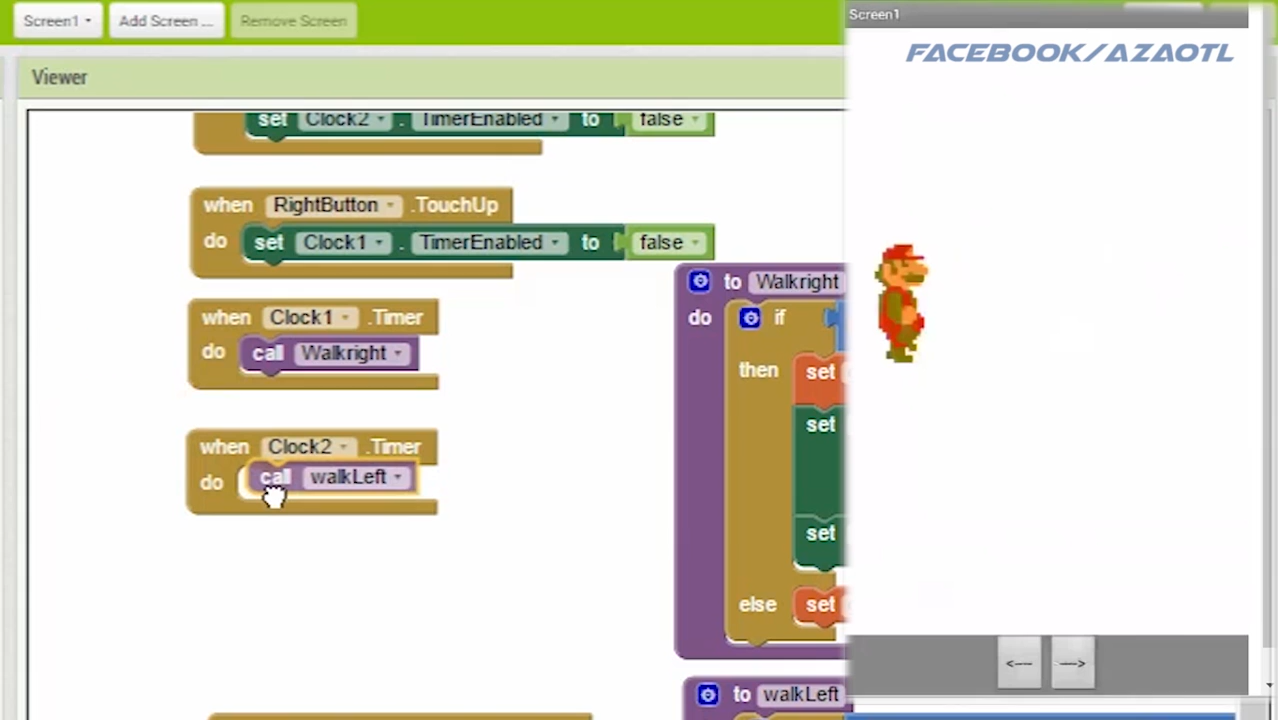 Screen1 Add Screen ... Remove Screen
Screen1
FACEBOOK/AZAOTL
Viewer
set Clock2 . TimerEnabled to false
when RightButton .TouchUp
do set Clock1 . TimerEnabled to false
to Walkright
do if
when Clock1 .Timer
do call Walkright
then set
set
when Clock2 .Timer
do call walkLeft
set
else set
<--- --->
to walkLeft